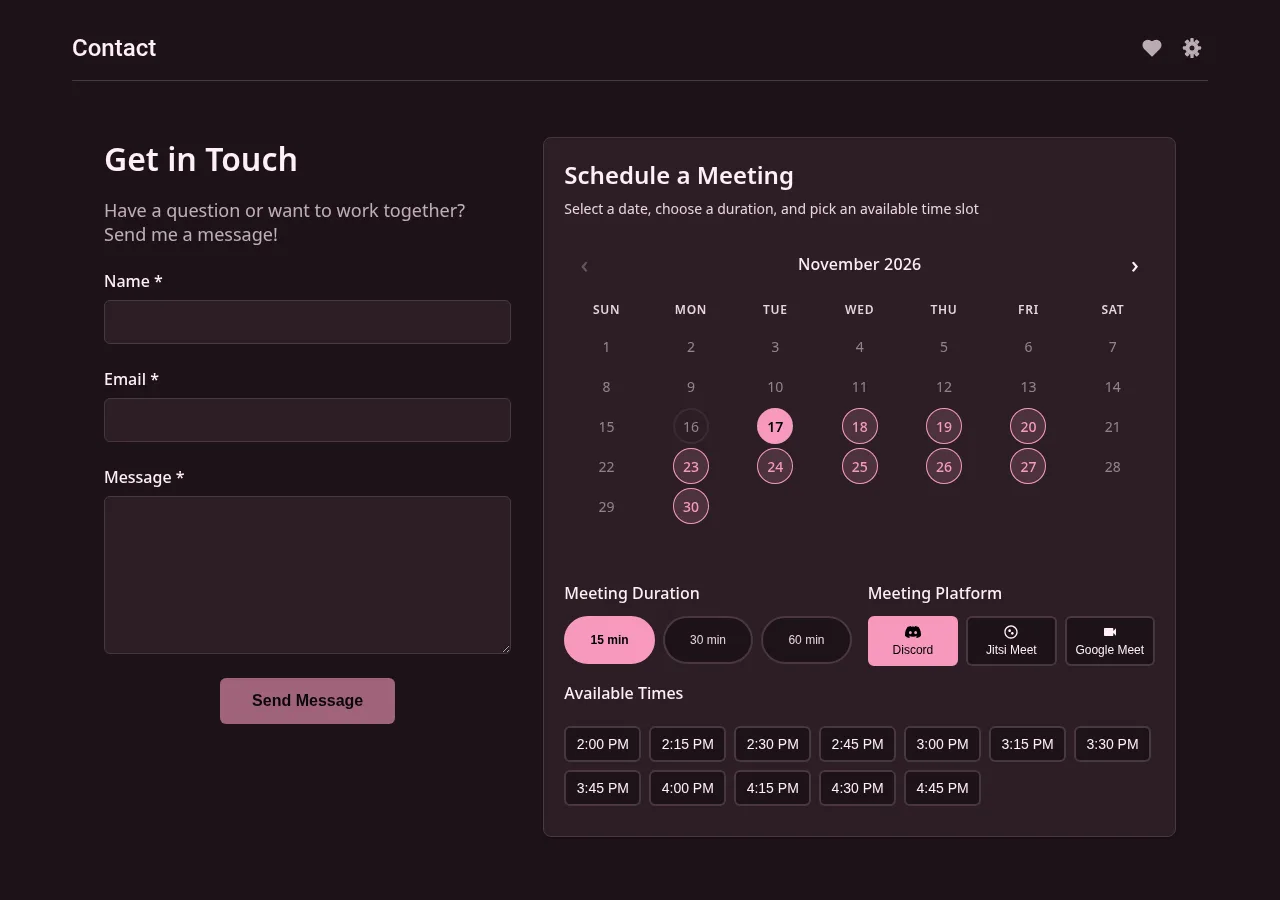 Contact
Get in Touch
Have a question or want to work together?
Send me a message!
Name *
Email *
Message *
Send Message
Schedule a Meeting
Select a date, choose a duration, and pick an available time slot
‹ November 2026 ›
SUN MON TUE WED THU FRI SAT
1 2 3 4 5 6 7
8 9 10 11 12 13 14
15 16 17 18 19 20 21
22 23 24 25 26 27 28
29 30
Meeting Duration
15 min 30 min 60 min
Meeting Platform
Discord Jitsi Meet Google Meet
Available Times
2:00 PM 2:15 PM 2:30 PM 2:45 PM 3:00 PM 3:15 PM 3:30 PM
3:45 PM 4:00 PM 4:15 PM 4:30 PM 4:45 PM